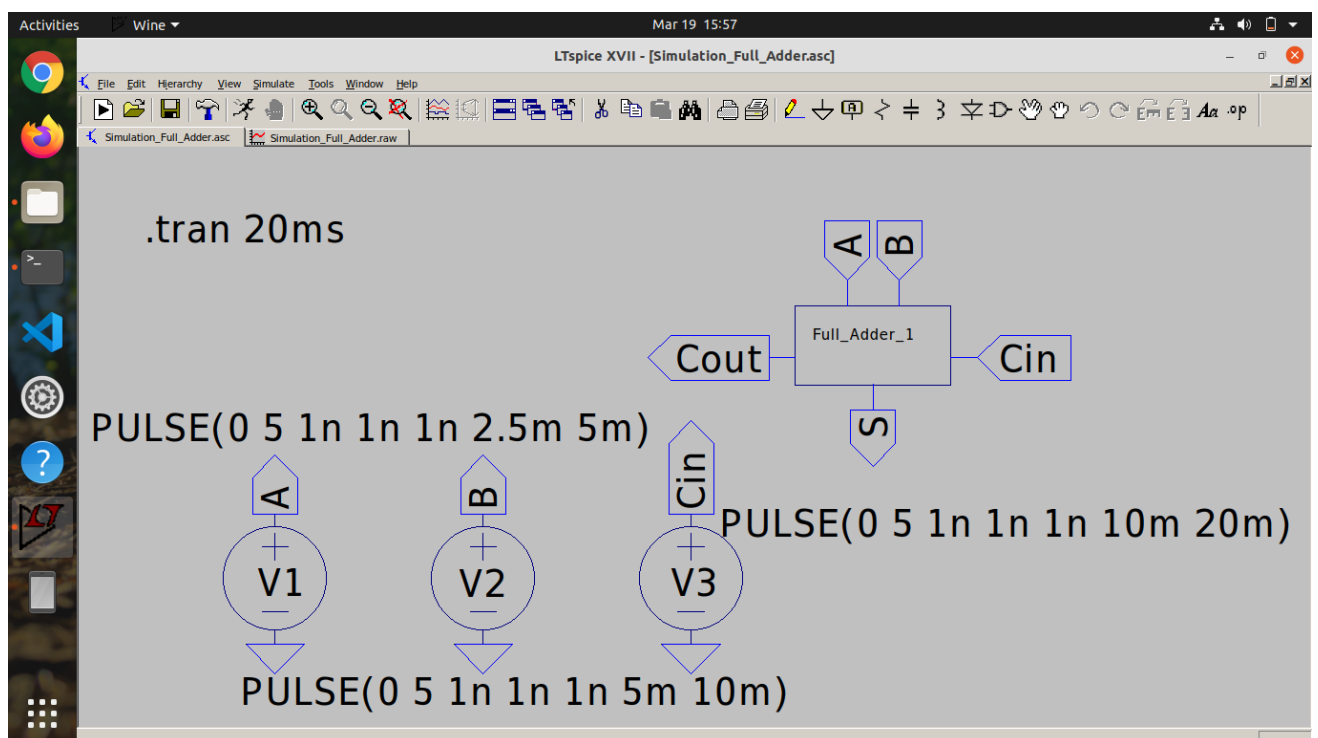 Activities Wine Mar 19 15:57
LTspice XVII - [Simulation_Full_Adder.asc]
File Edit Hierarchy View Simulate Tools Window Help
Simulation_Full_Adder.asc Simulation_Full_Adder.raw
.tran 20ms
A B
Full_Adder_1
Cout Cin
S
PULSE(0 5 1n 1n 1n 2.5m 5m)
A B Cin
PULSE(0 5 1n 1n 1n 10m 20m)
V1 V2 V3
PULSE(0 5 1n 1n 1n 5m 10m)